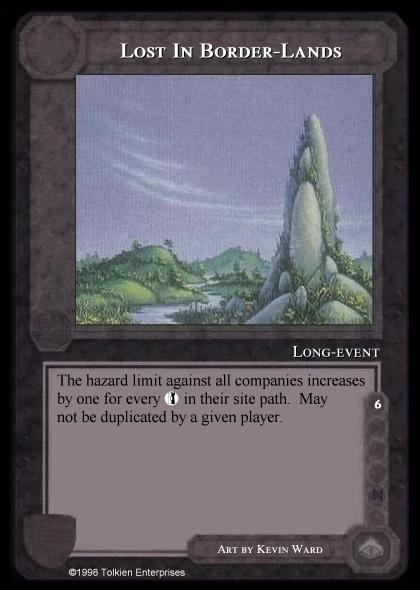 Lost In Border-Lands
Long-event
The hazard limit against all companies increases
by one for every in their site path. May
not be duplicated by a given player.
6
N
Art by Kevin Ward
©1998 Tolkien Enterprises